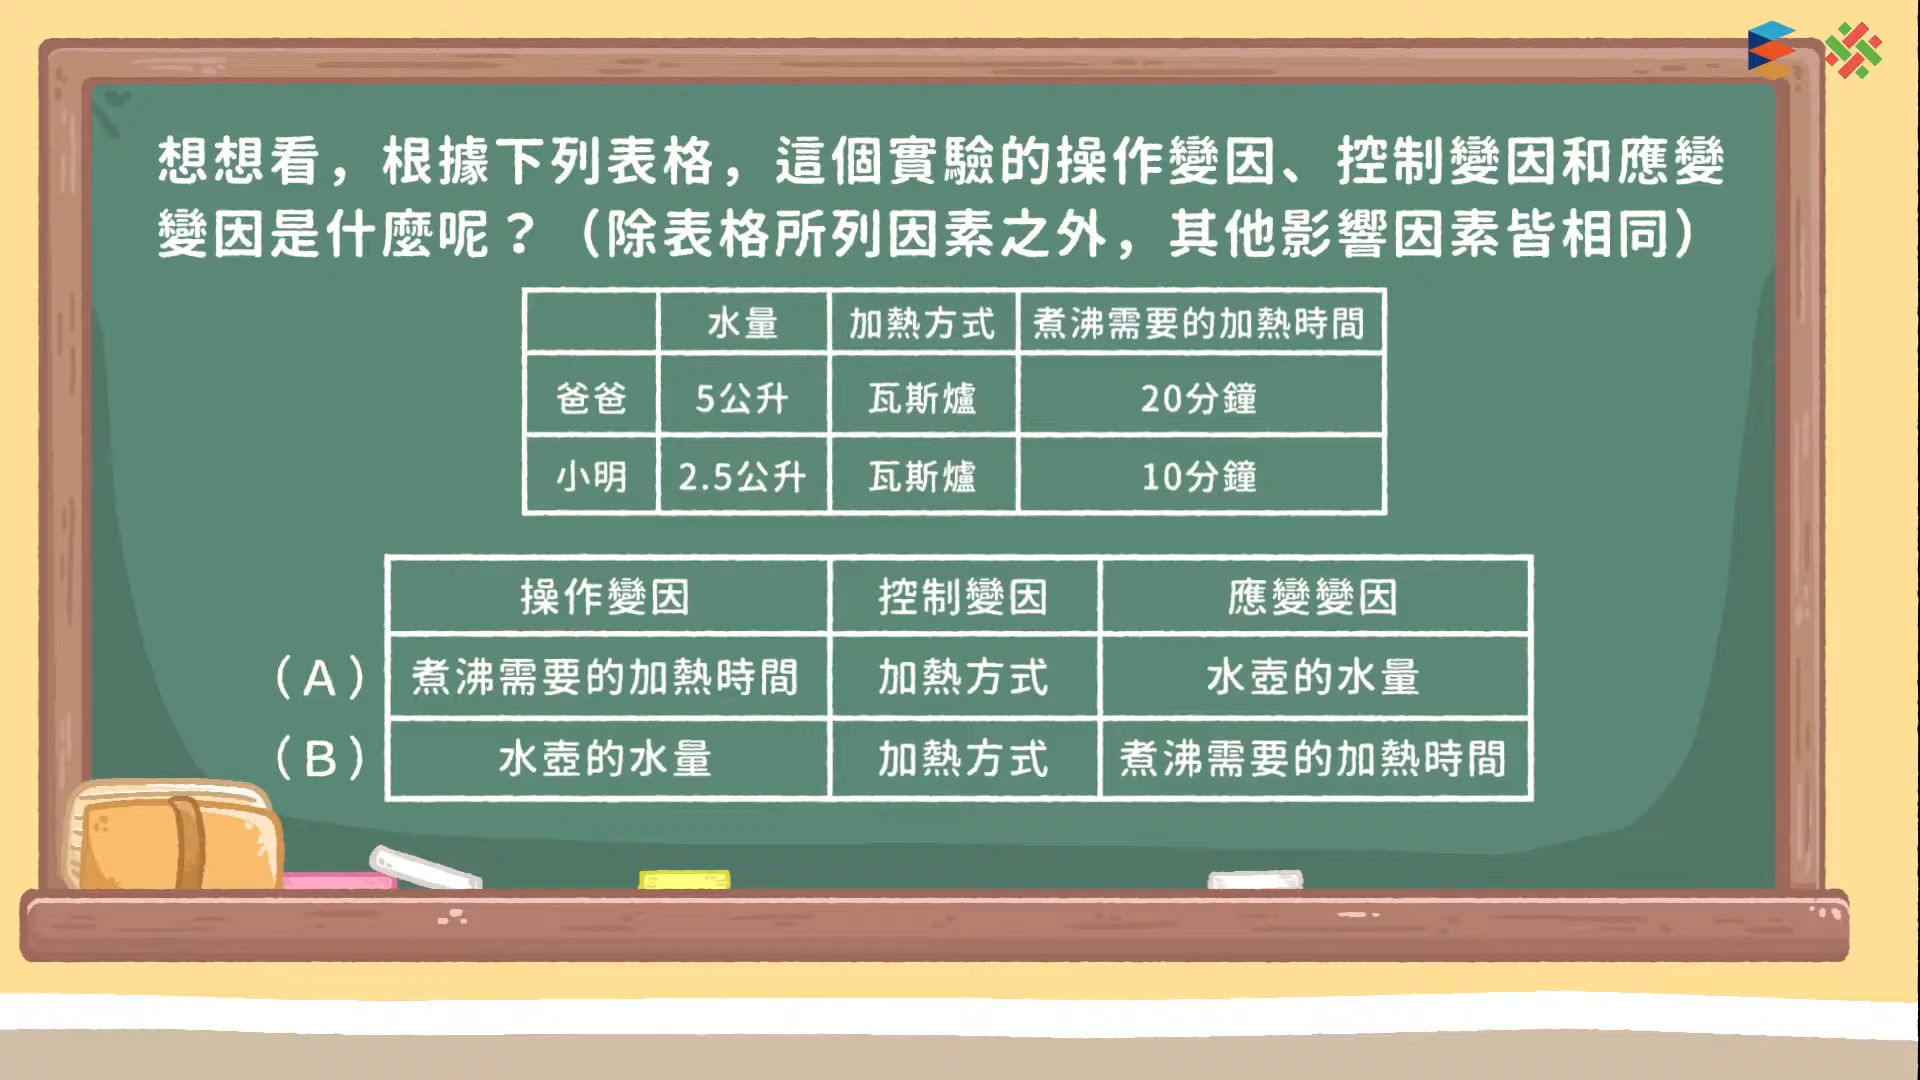 想想看，根據下列表格，這個實驗的操作變因、控制變因和應變
變因是什麼呢？（除表格所列因素之外，其他影響因素皆相同）
水量 加熱方式 煮沸需要的加熱時間
爸爸 5公升 瓦斯爐 20分鐘
小明 2.5公升 瓦斯爐 10分鐘
操作變因 控制變因 應變變因
（A） 煮沸需要的加熱時間 加熱方式 水壺的水量
（B） 水壺的水量 加熱方式 煮沸需要的加熱時間